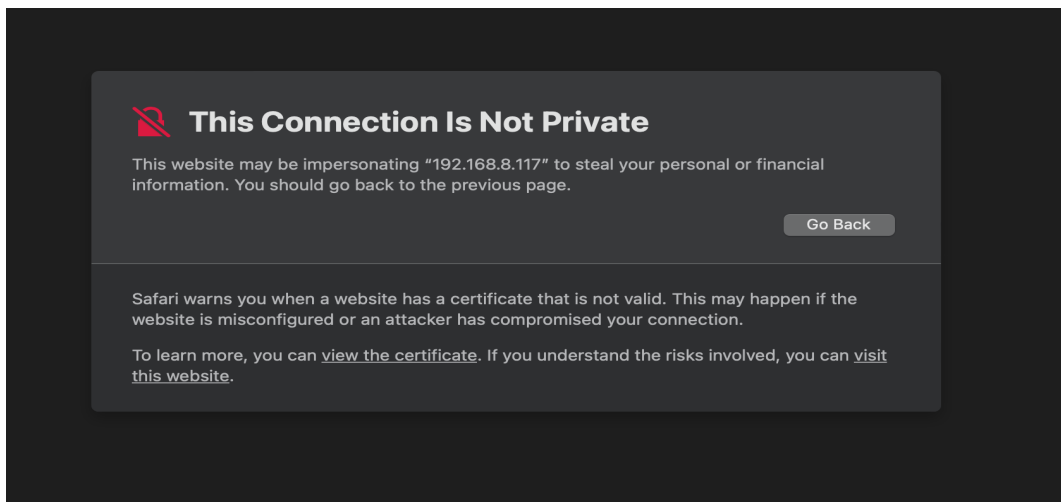 This Connection Is Not Private
This website may be impersonating “192.168.8.117” to steal your personal or financial
information. You should go back to the previous page.
Go Back
Safari warns you when a website has a certificate that is not valid. This may happen if the
website is misconfigured or an attacker has compromised your connection.
To learn more, you can view the certificate. If you understand the risks involved, you can visit
this website.